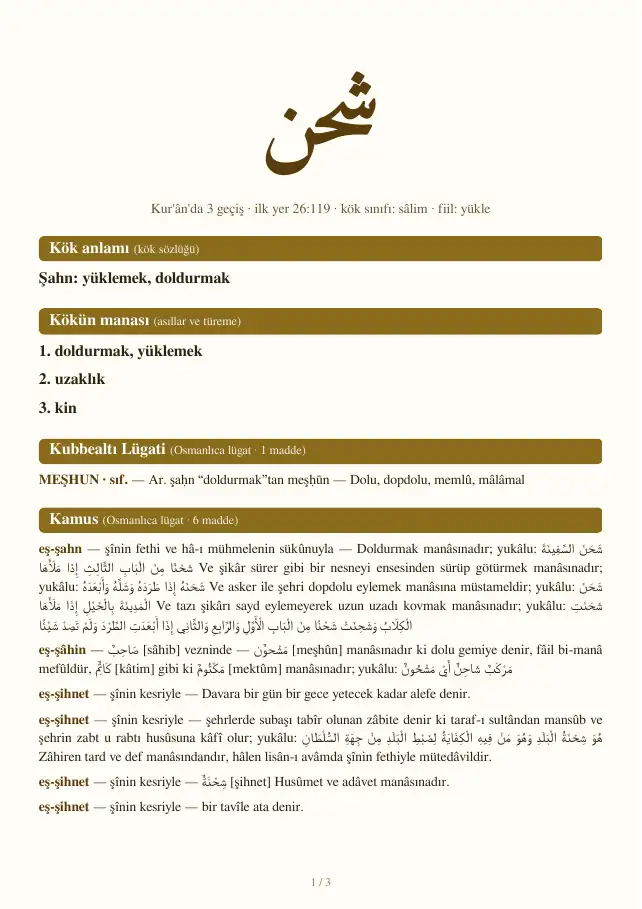 شحن
Kur'ân'da 3 geçiş · ilk yer 26:119 · kök sınıfı: sâlim · fiil: yükle
Kök anlamı (kök sözlüğü)
Şahn: yüklemek, doldurmak
Kökün manası (asıllar ve türeme)
1. doldurmak, yüklemek
2. uzaklık
3. kin
Kubbealtı Lügati (Osmanlıca lügat · 1 madde)
MEŞHUN · sıf. — Ar. şaḥn “doldurmak”tan meşḥūn — Dolu, dopdolu, memlû, mâlâmal
Kamus (Osmanlıca lügat · 6 madde)
eş-şahn — şînin fethi ve hâ-ı mühmelenin sükûnuyla — Doldurmak manâsınadır; yukâlu: شَحَنَ السَّفِينَةَ
شَحْنًا مِنَ الْبَابِ الثَّالِثِ إِذَا مَلَأَهَا Ve şikâr sürer gibi bir nesneyi ensesinden sürüp götürmek manâsınadır;
yukâlu: شَحَنَهُ إِذَا طَرَدَهُ وَشَلَّهُ وَأَبْعَدَهُ Ve asker ile şehri dopdolu eylemek manâsına müstameldir; yukâlu: شَحَنَ
الْمَدِينَةَ بِالْخَيْلِ إِذَا مَلَأَهَا Ve tazı şikârı sayd eylemeyerek uzun uzadı kovmak manâsınadır; yukâlu: شَحَنَتِ
الْكِلَابُ وَشَحِنَتْ شَحْنًا مِنَ الْبَابِ الْأَوَّلِ وَالرَّابِعِ وَالثَّانِي إِذَا أَبْعَدَتِ الطَّرْدَ وَلَمْ تَصِدْ شَيْئًا
eş-şâhin — صَاحِبٌ [sâhib] vezninde — مَشْحُونٌ [meşhûn] manâsınadır ki dolu gemiye denir, fâil bi-manâ
mefûldür, كَاتِمٌ [kâtim] gibi ki مَكْتُومٌ [mektûm] manâsınadır; yukâlu: مَرْكَبٌ شَاحِنٌ أَيْ مَشْحُونٌ
eş-şihnet — şînin kesriyle — Davara bir gün bir gece yetecek kadar alefe denir.
eş-şihnet — şînin kesriyle — şehrlerde subaşı tabîr olunan zâbite denir ki taraf-ı sultândan mansûb ve
şehrin zabt u rabtı husûsuna kâfî olur; yukâlu: هُوَ شِحْنَةُ الْبَلَدِ وَهُوَ مَنْ فِيهِ الْكِفَايَةُ لِضَبْطِ الْبَلَدِ مِنْ جِهَةِ السُّلْطَانِ
Zâhiren tard ve def manâsındandır, hâlen lisân-ı avâmda şînin fethiyle mütedâvildir.
eş-şihnet — şînin kesriyle — شِحْنَةٌ [şihnet] Husûmet ve adâvet manâsınadır.
eş-şihnet — şînin kesriyle — bir tavîle ata denir.
1 / 3